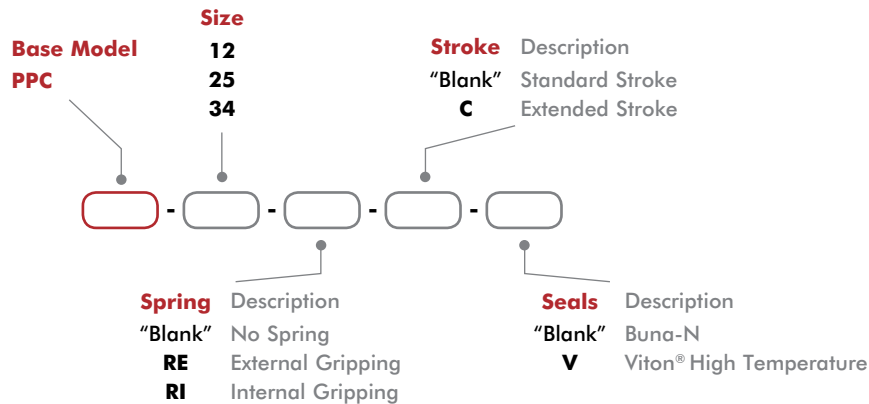 Size
Base Model 12
PPC 25
34
Stroke Description
"Blank" Standard Stroke
C Extended Stroke
- - - -
Spring Description
"Blank" No Spring
RE External Gripping
RI Internal Gripping
Seals Description
"Blank" Buna-N
V Viton® High Temperature